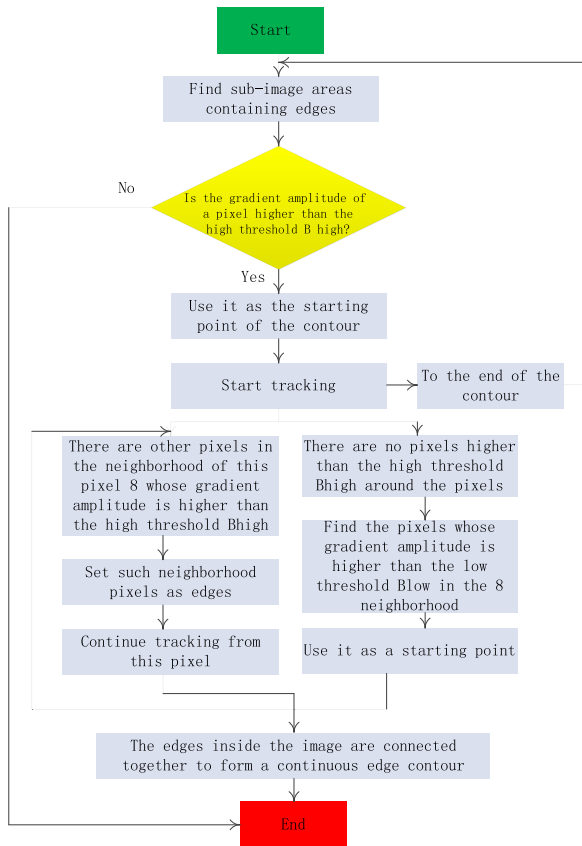 Start
Find sub-image areas
containing edges
No
Is the gradient amplitude of
a pixel higher than the
high threshold B high?
Yes
Use it as the starting
point of the contour
Start tracking
To the end of the
contour
There are other pixels in
the neighborhood of this
pixel 8 whose gradient
amplitude is higher than
the high threshold Bhigh
There are no pixels higher
than the high threshold
Bhigh around the pixels
Find the pixels whose
gradient amplitude is
higher than the low
threshold Blow in the 8
neighborhood
Set such neighborhood
pixels as edges
Continue tracking from
this pixel
Use it as a starting point
The edges inside the image are connected
together to form a continuous edge contour
End